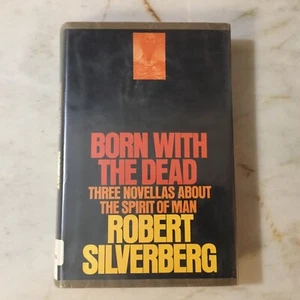 BORN WITH
THE DEAD
THREE NOVELLAS ABOUT
THE SPIRIT OF MAN
ROBERT
SILVERBERG